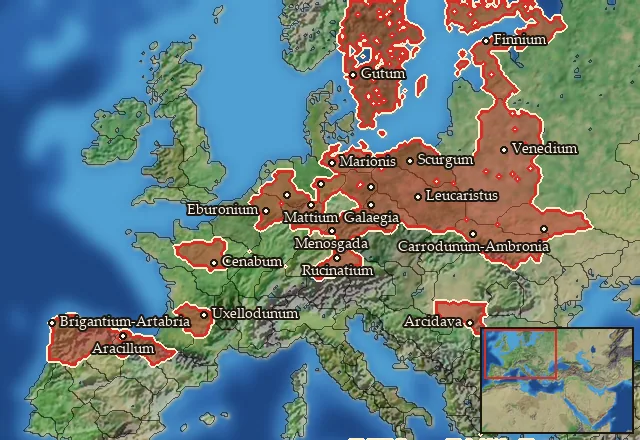 Finnium
Gutum
Venedium
Marionis
Scurgum
Leucaristus
Eburonium
Mattium Galaegia
Menosgada
Carrodunum-Ambronia
Cenabum
Rucinatium
Uxellodunum
Brigantium-Artabria
Arcidava
Aracillum